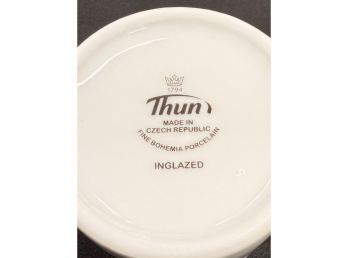 1794
Thun
MADE IN
CZECH REPUBLIC
FINE BOHEMIA PORCELAIN
INGLAZED